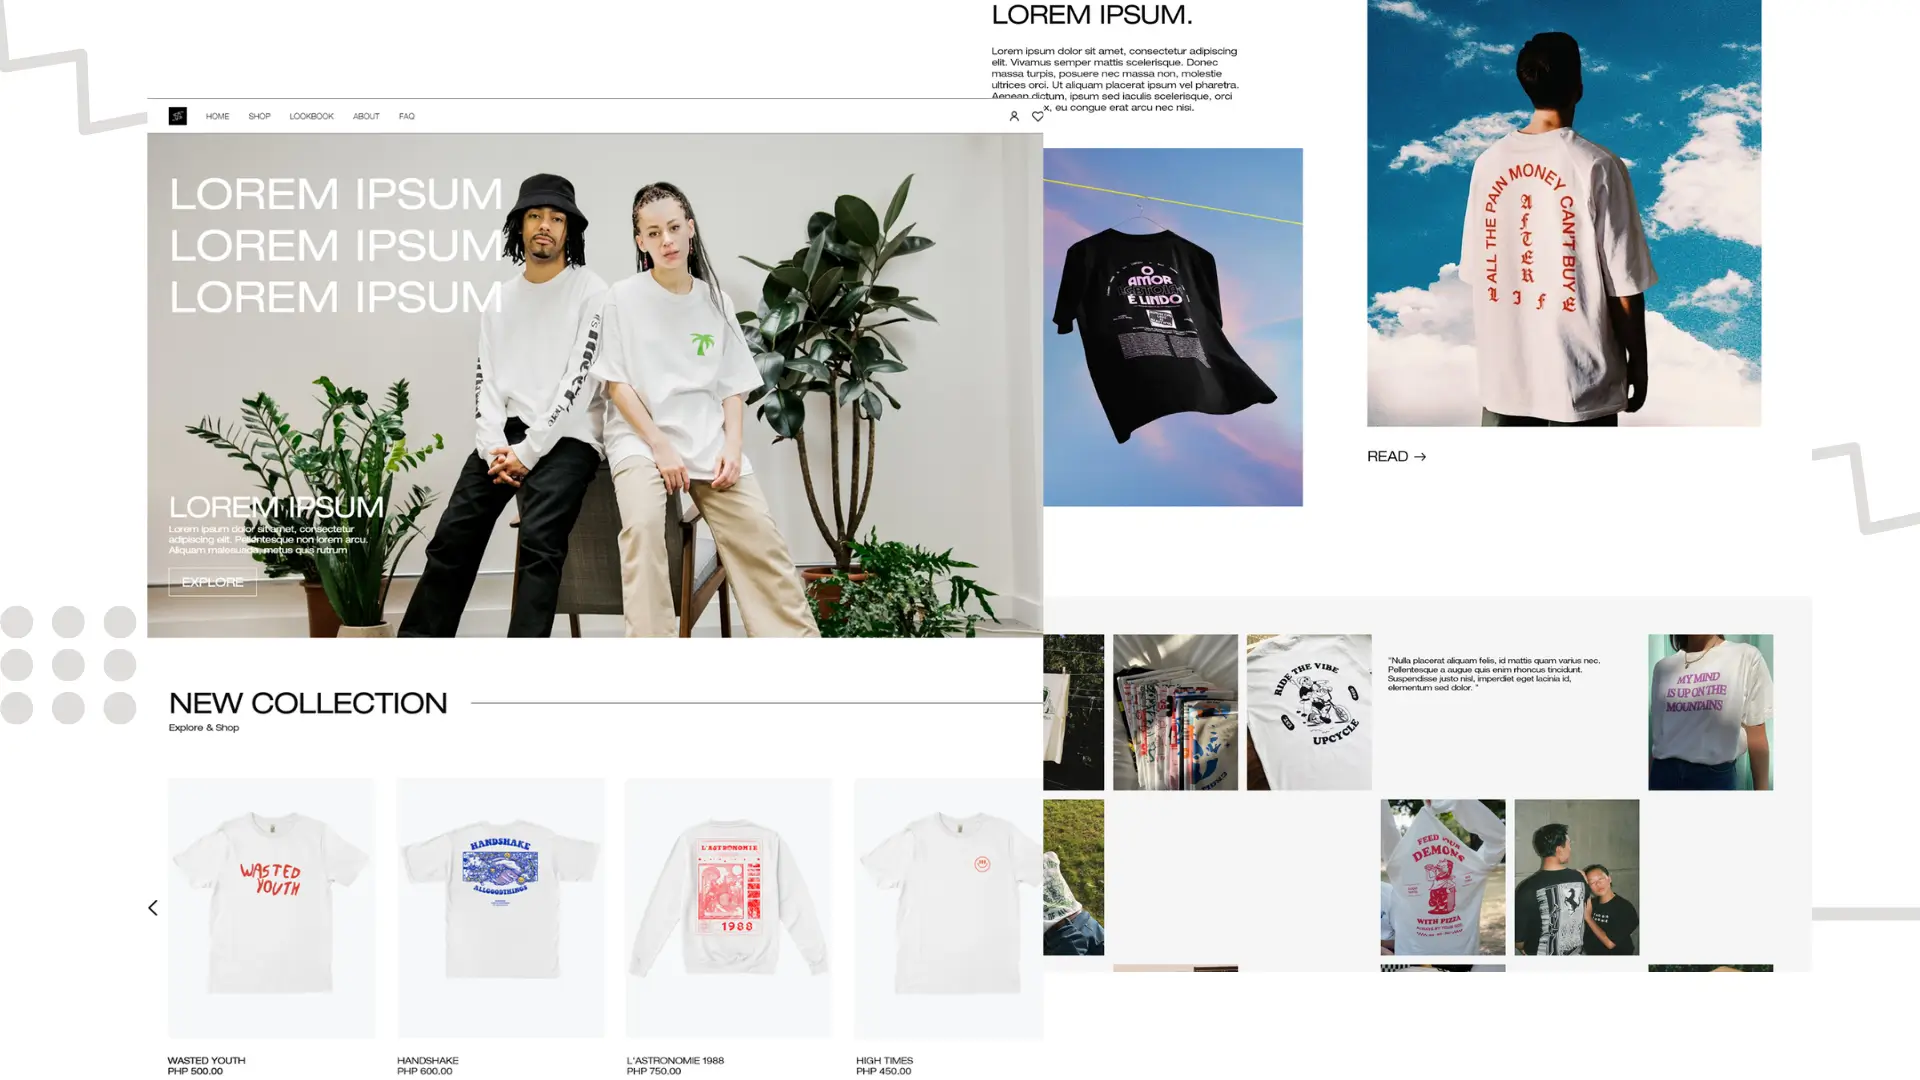 LOREM IPSUM.
Lorem ipsum dolor sit amet, consectetur adipiscing
elit. Vivamus semper mattis scelerisque. Donec
massa turpis, posuere nec massa non, molestie
ultrices orci. Ut aliquam placerat ipsum vel pharetra.
Aenean dictum, ipsum sed iaculis scelerisque, orci
x, eu congue erat arcu nec nisi.
HOME
SHOP
LOOKBOOK
ABOUT
FAQ
LOREM IPSUM
LOREM IPSUM
LOREM IPSUM
LOREM IPSUM
Lorem ipsum dolor sit amet, consectetur
adipiscing elit. Pellentesque non lorem arcu.
Aliquam malesuada, metus quis rutrum
EXPLORE
O
AMOR
É LINDO
ALL THE PAIN MONEY CAN'T BUY
AFTER
LIFE
READ →
NEW COLLECTION
Explore & Shop
WASTED
YOUTH
HANDSHAKE
ALLGOODTHINGS
L'ASTRONOMIE
1988
WASTED YOUTH
PHP 500.00
HANDSHAKE
PHP 600.00
L'ASTRONOMIE 1988
PHP 750.00
HIGH TIMES
PHP 450.00
RIDE THE VIBE
UPCYCLE
"Nulla placerat aliquam felis, id mattis quam varius nec.
Pellentesque a augue quis enim rhoncus tincidunt.
Suspendisse justo nisl, imperdiet eget lacinia id,
elementum sed dolor. "
MY MIND
IS UP ON THE
MOUNTAINS
FEED YOUR
DEMONS
WITH PIZZA